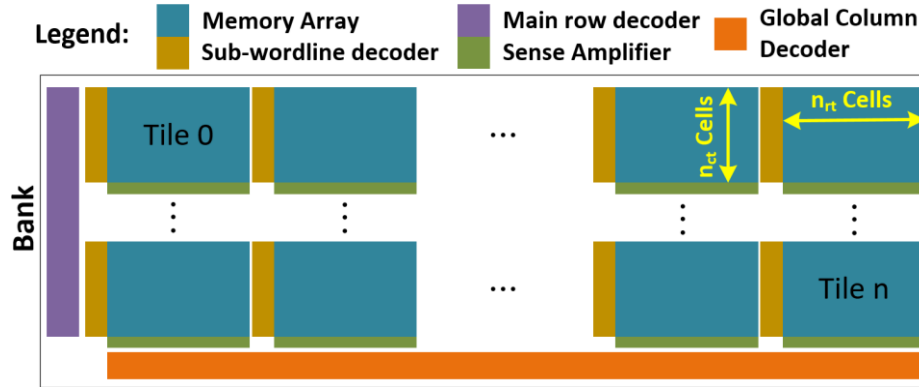 Legend:
Memory Array
Sub-wordline decoder
Main row decoder
Sense Amplifier
Global Column
Decoder
Bank
Tile 0
...
n_ct Cells
n_rt Cells
...
Tile n